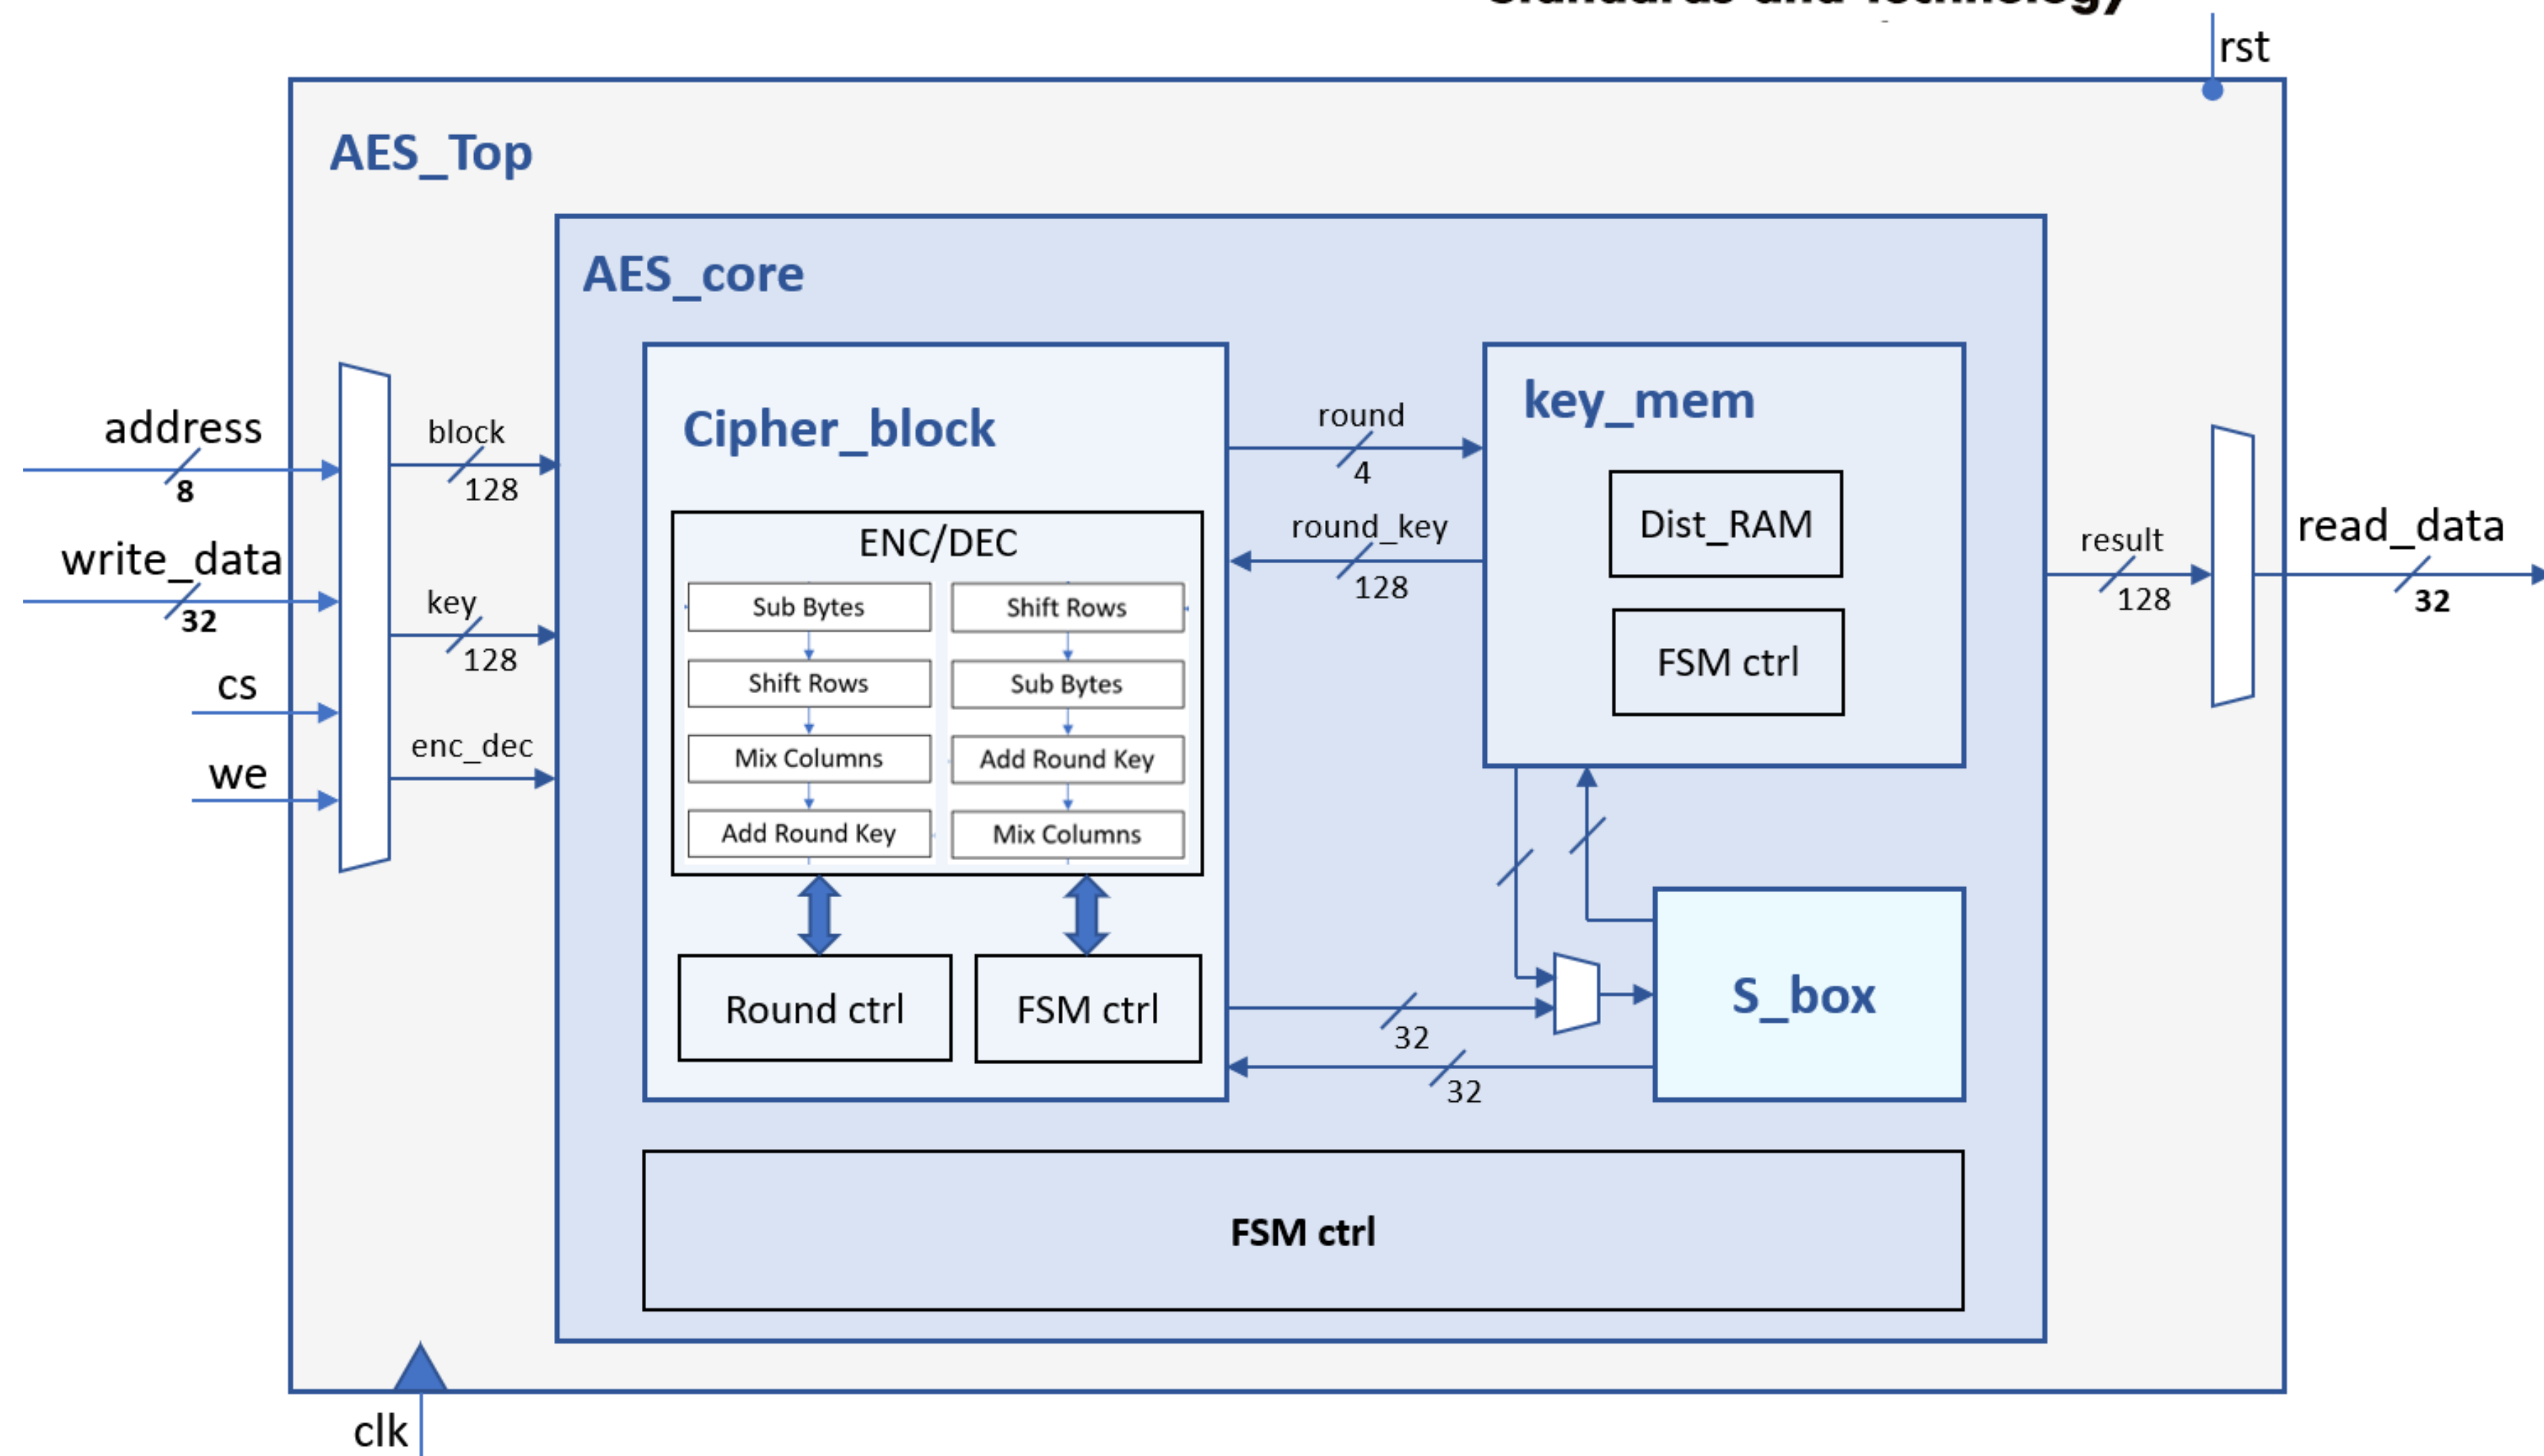 Standards and Technology
rst
AES_Top
AES_core
Cipher_block
key_mem
address
8
write_data
32
cs
we
block
128
key
128
enc_dec
ENC/DEC
Sub Bytes
Shift Rows
Mix Columns
Add Round Key
Shift Rows
Sub Bytes
Add Round Key
Mix Columns
Round ctrl
FSM ctrl
round
4
round_key
128
Dist_RAM
FSM ctrl
32
32
S_box
result
128
read_data
32
FSM ctrl
clk